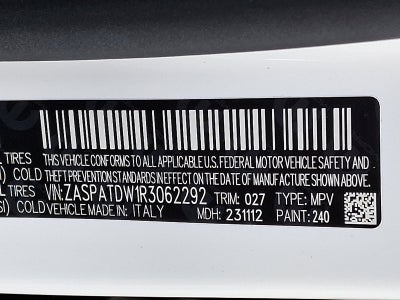 L TIRES THIS VEHICLE CONFORMS TO ALL APPLICABLE U.S. FEDERAL MOTOR VEHICLE SAFETY AND
COLD THEFT PREVENTION STANDARDS IN EFFECT ON THE DATE OF MANUFACTURE SHOWN ABOVE.
L TIRES VIN:ZASPATDW1R3062292 TRIM: 027 TYPE: MPV
SI) COLD VEHICLE MADE IN: ITALY MDH: 231112 PAINT: 240